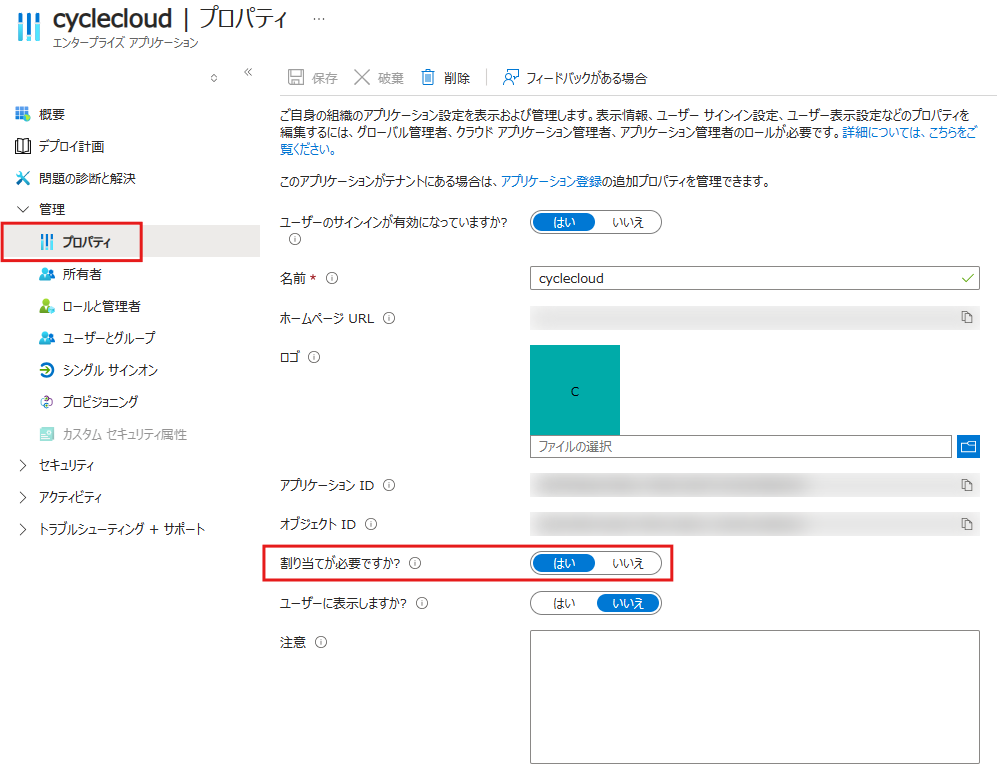 cyclecloud | プロパティ …
エンタープライズ アプリケーション
保存 破棄 削除 フィードバックがある場合
概要
デプロイ計画
問題の診断と解決
管理
プロパティ
所有者
ロールと管理者
ユーザーとグループ
シングル サインオン
プロビジョニング
カスタム セキュリティ属性
セキュリティ
アクティビティ
トラブルシューティング + サポート
ご自身の組織のアプリケーション設定を表示および管理します。表示情報、ユーザー サインイン設定、ユーザー表示設定などのプロパティを
編集するには、グローバル管理者、クラウド アプリケーション管理者、アプリケーション管理者のロールが必要です。詳細については、こちらをご
覧ください。
このアプリケーションがテナントにある場合は、アプリケーション登録の追加プロパティを管理できます。
ユーザーのサインインが有効になっていますか? はい いいえ
名前 * cyclecloud
ホームページ URL
ロゴ
C
ファイルの選択
アプリケーション ID
オブジェクト ID
割り当てが必要ですか? はい いいえ
ユーザーに表示しますか? はい いいえ
注意